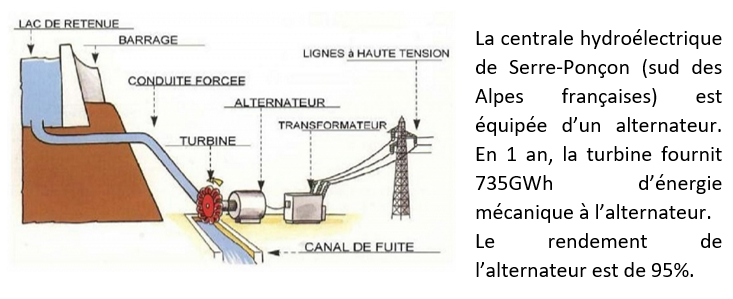 LAC DE RETENUE
BARRAGE
LIGNES à HAUTE TENSION
CONDUITE FORCEE
ALTERNATEUR
TURBINE
TRANSFORMATEUR
CANAL DE FUITE
La centrale hydroélectrique
de Serre-Ponçon (sud des
Alpes françaises) est
équipée d’un alternateur.
En 1 an, la turbine fournit
735GWh d’énergie
mécanique à l’alternateur.
Le rendement de
l’alternateur est de 95%.